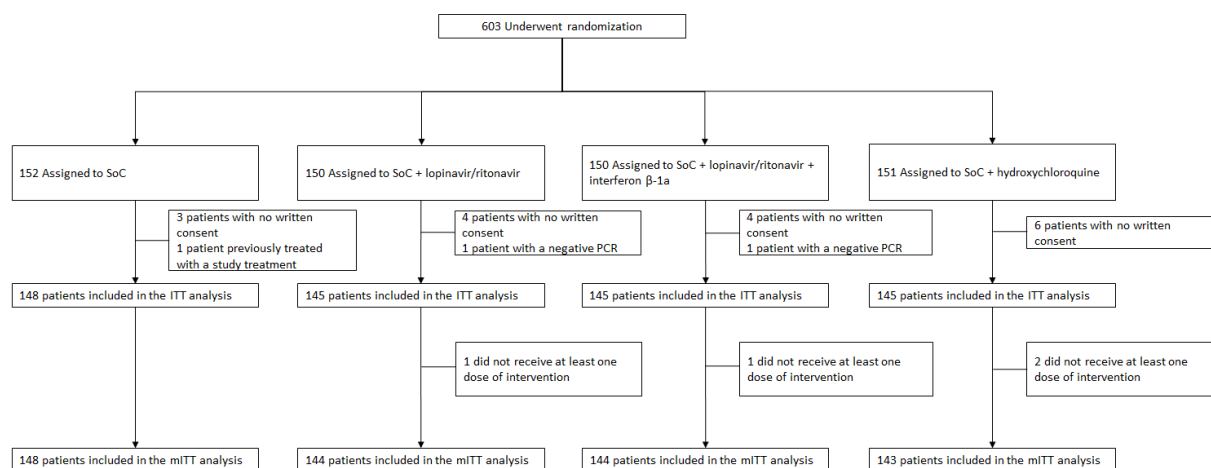 603 Underwent randomization
152 Assigned to SoC
150 Assigned to SoC + lopinavir/ritonavir
150 Assigned to SoC + lopinavir/ritonavir +
interferon β-1a
151 Assigned to SoC + hydroxychloroquine
3 patients with no written
consent
1 patient previously treated
with a study treatment
4 patients with no written
consent
1 patient with a negative PCR
4 patients with no written
consent
1 patient with a negative PCR
6 patients with no written
consent
148 patients included in the ITT analysis
145 patients included in the ITT analysis
145 patients included in the ITT analysis
145 patients included in the ITT analysis
1 did not receive at least one
dose of intervention
1 did not receive at least one
dose of intervention
2 did not receive at least one
dose of intervention
148 patients included in the mITT analysis
144 patients included in the mITT analysis
144 patients included in the mITT analysis
143 patients included in the mITT analysis